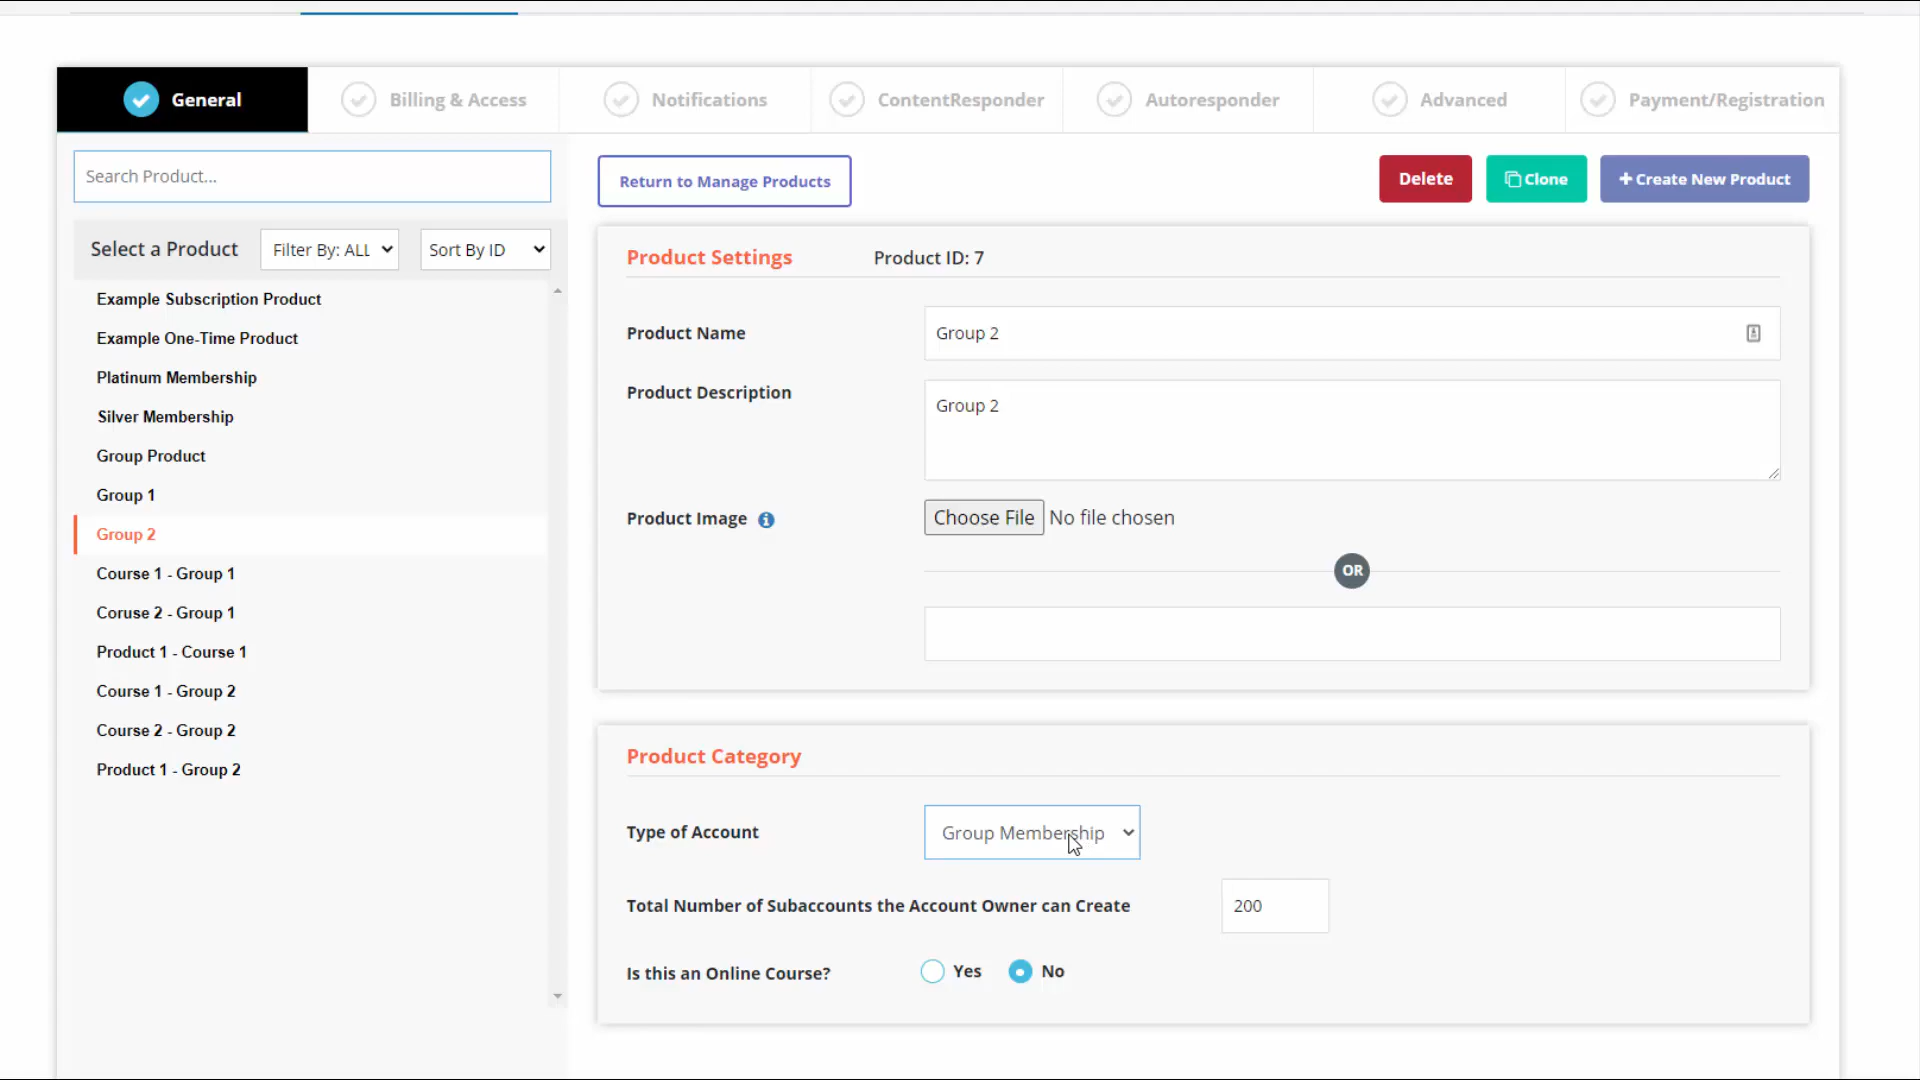 General
Billing & Access
Notifications
ContentResponder
Autoresponder
Advanced
Payment/Registration
Search Product...
Return to Manage Products
Delete
Clone
+ Create New Product
Select a Product
Filter By: ALL
Sort By ID
Example Subscription Product
Example One-Time Product
Platinum Membership
Silver Membership
Group Product
Group 1
Group 2
Course 1 - Group 1
Coruse 2 - Group 1
Product 1 - Course 1
Course 1 - Group 2
Course 2 - Group 2
Product 1 - Group 2
Product Settings
Product ID: 7
Product Name
Group 2
Product Description
Group 2
Product Image
Choose File No file chosen
OR
Product Category
Type of Account
Group Membership
Total Number of Subaccounts the Account Owner can Create
200
Is this an Online Course?
Yes
No